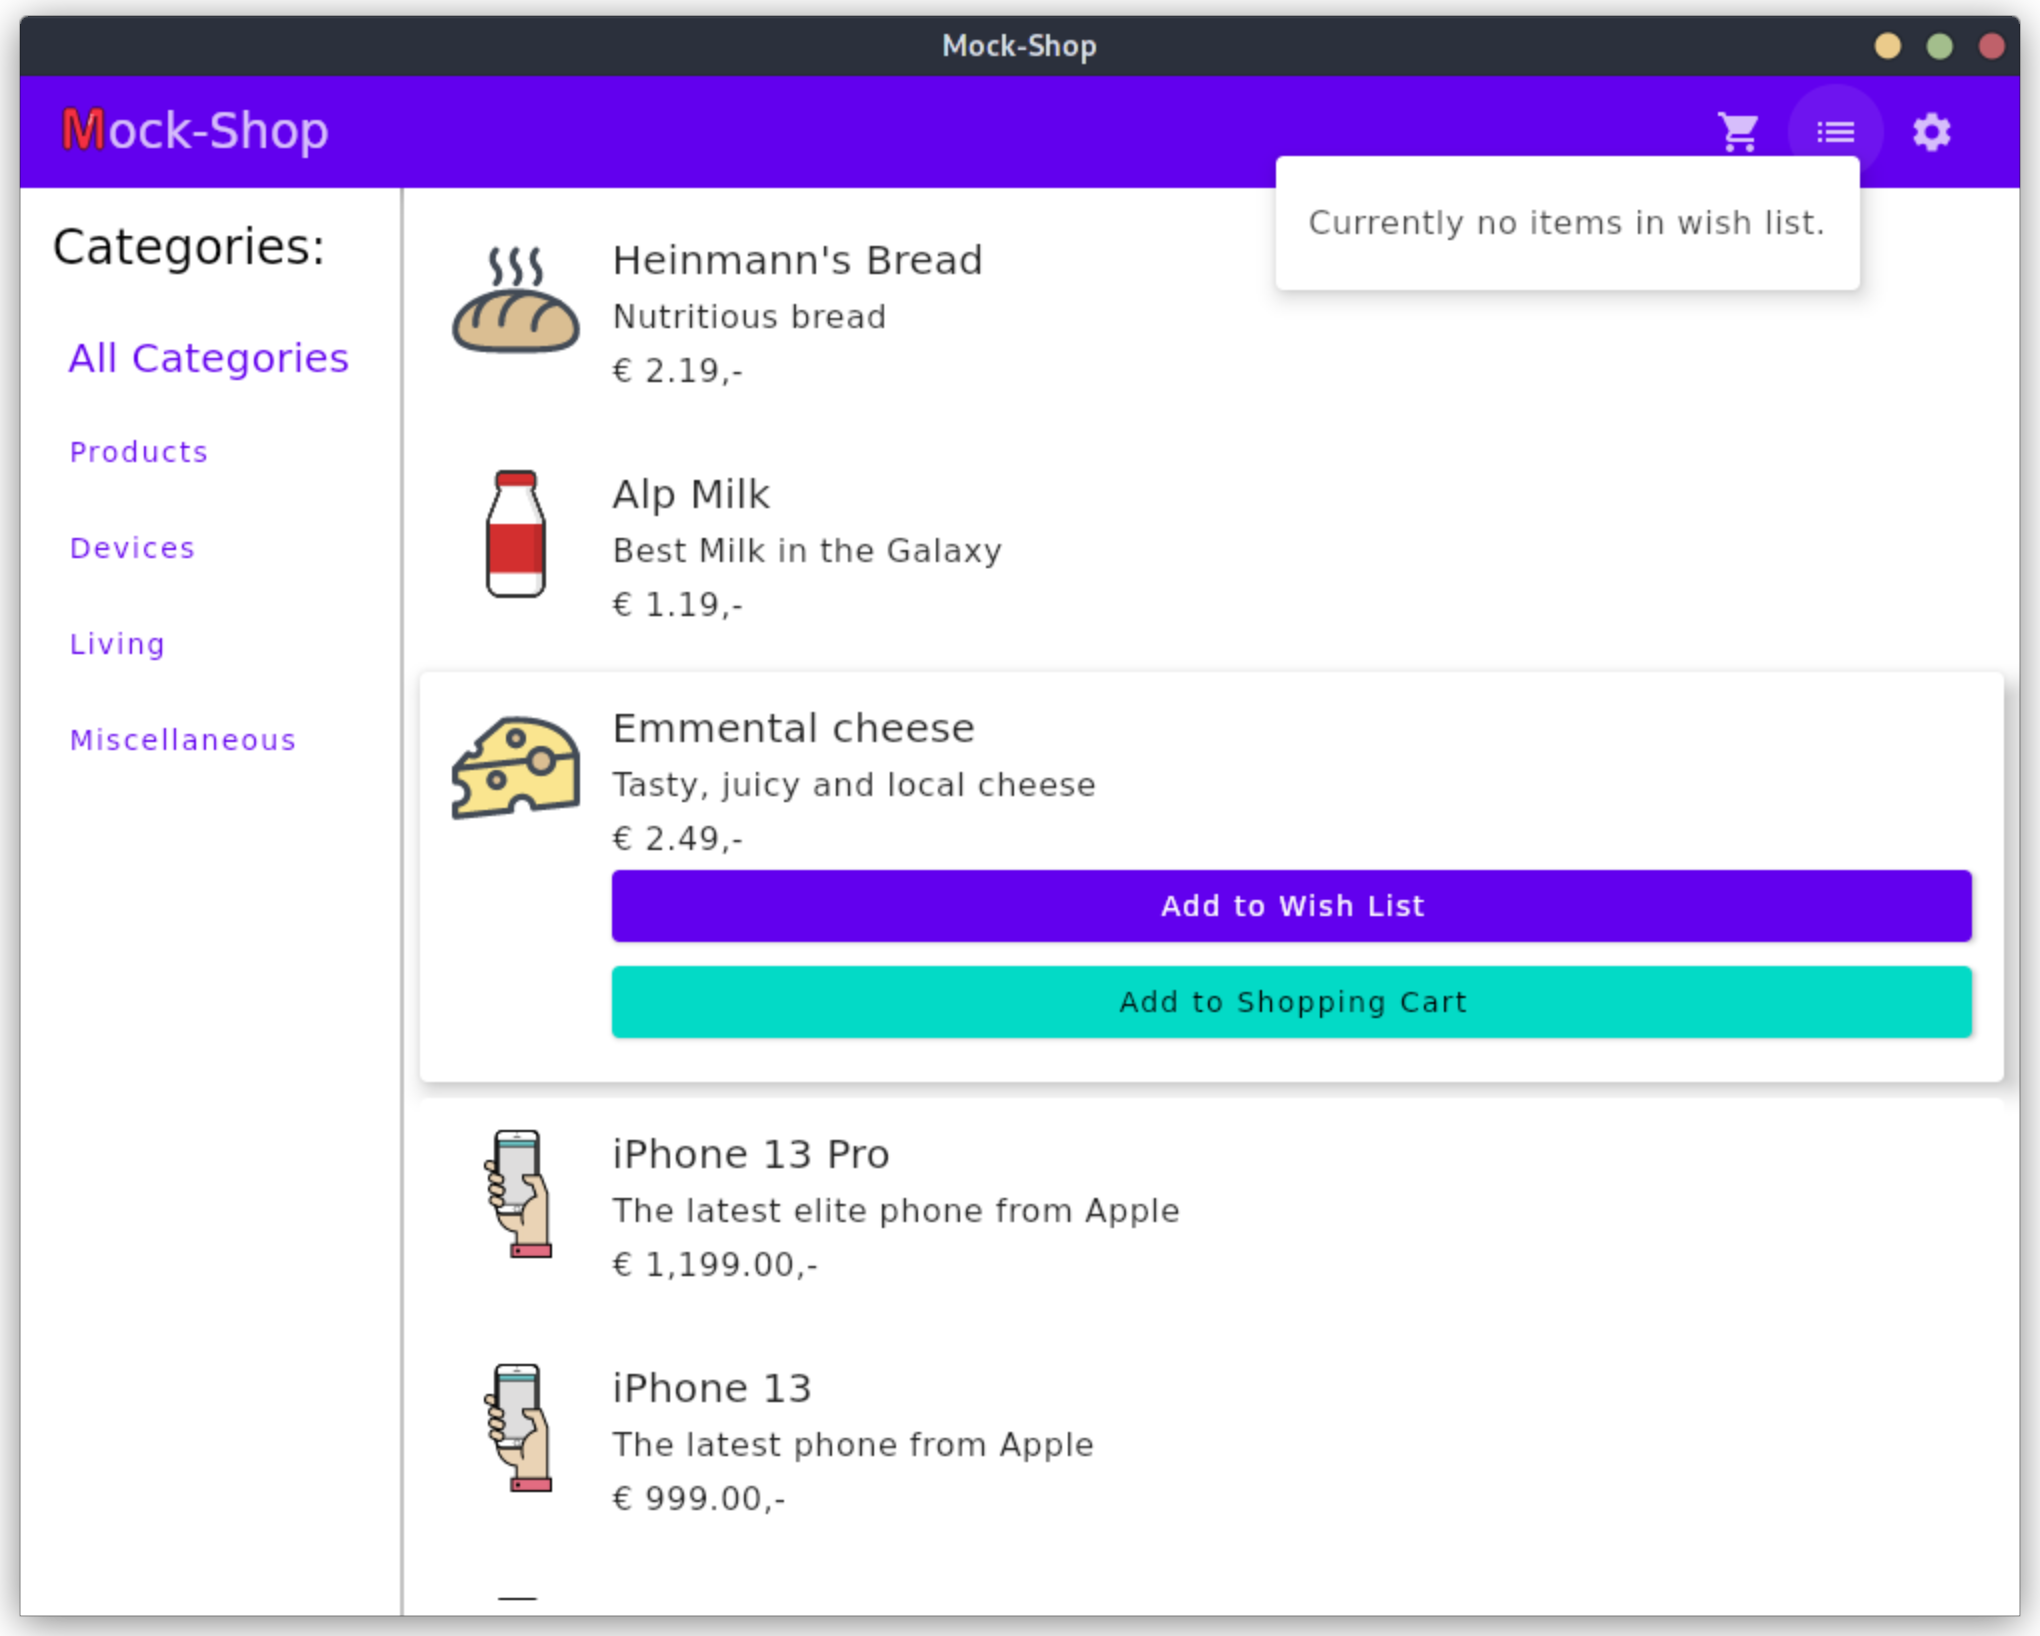 Mock-Shop
Mock-Shop
Currently no items in wish list.
Categories:
All Categories
Products
Devices
Living
Miscellaneous
Heinmann's Bread
Nutritious bread
€ 2.19,-
Alp Milk
Best Milk in the Galaxy
€ 1.19,-
Emmental cheese
Tasty, juicy and local cheese
€ 2.49,-
Add to Wish List
Add to Shopping Cart
iPhone 13 Pro
The latest elite phone from Apple
€ 1,199.00,-
iPhone 13
The latest phone from Apple
€ 999.00,-